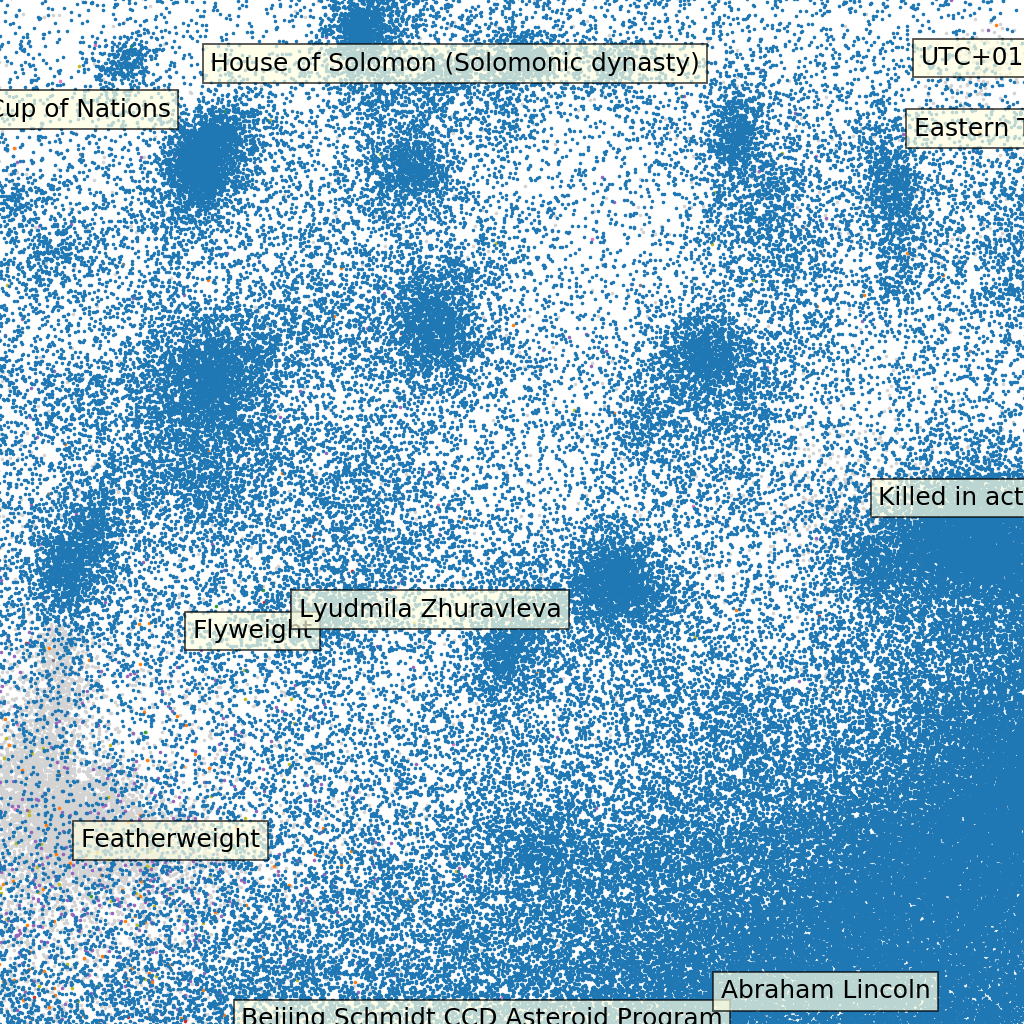 House of Solomon (Solomonic dynasty)
UTC+01
Cup of Nations
Eastern
Killed in act
Lyudmila Zhuravleva
Flyweight
Featherweight
Abraham Lincoln
Beijing Schmidt CCD Asteroid Program